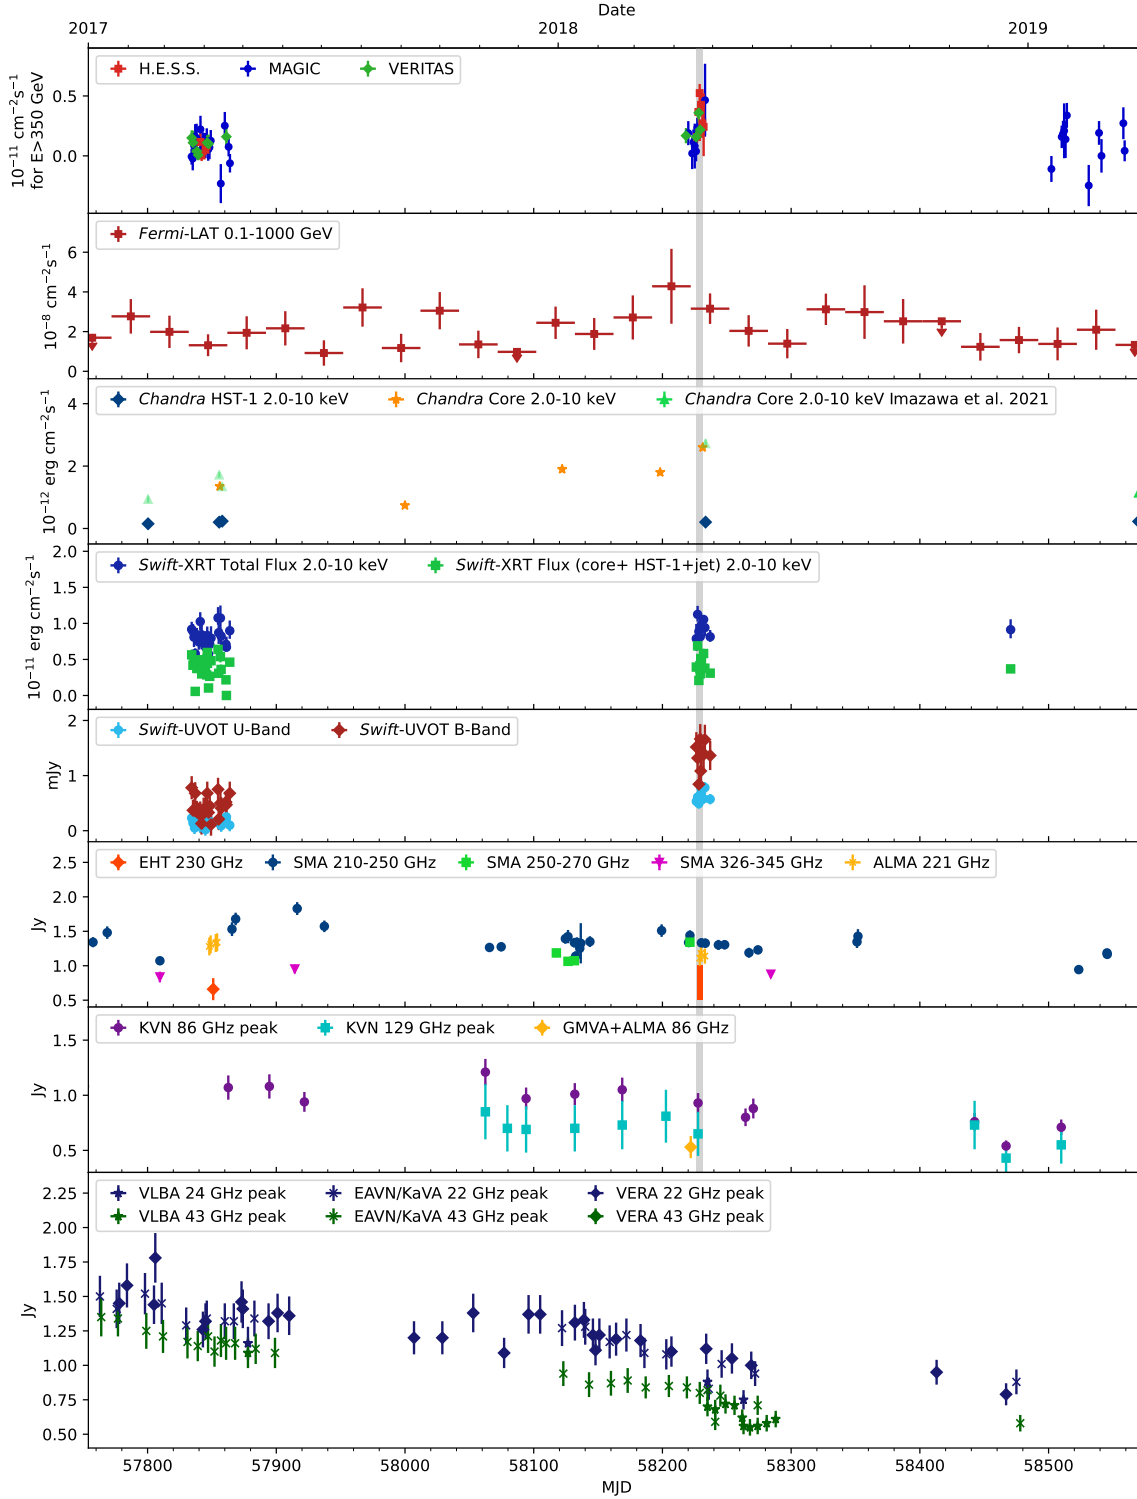 Date
2017 2018 2019
H.E.S.S. MAGIC VERITAS
10⁻¹¹ cm⁻²s⁻¹
for E>350 GeV
0.5
0.0
Fermi-LAT 0.1-1000 GeV
10⁻⁸ cm⁻²s⁻¹
6
4
2
0
Chandra HST-1 2.0-10 keV Chandra Core 2.0-10 keV Chandra Core 2.0-10 keV Imazawa et al. 2021
10⁻¹² erg cm⁻²s⁻¹
4
2
0
Swift-XRT Total Flux 2.0-10 keV Swift-XRT Flux (core+ HST-1+jet) 2.0-10 keV
10⁻¹¹ erg cm⁻²s⁻¹
2.0
1.5
1.0
0.5
0.0
Swift-UVOT U-Band Swift-UVOT B-Band
mJy
2
1
0
EHT 230 GHz SMA 210-250 GHz SMA 250-270 GHz SMA 326-345 GHz ALMA 221 GHz
Jy
2.5
2.0
1.5
1.0
0.5
KVN 86 GHz peak KVN 129 GHz peak GMVA+ALMA 86 GHz
Jy
1.5
1.0
0.5
VLBA 24 GHz peak EAVN/KaVA 22 GHz peak VERA 22 GHz peak
VLBA 43 GHz peak EAVN/KaVA 43 GHz peak VERA 43 GHz peak
Jy
2.25
2.00
1.75
1.50
1.25
1.00
0.75
0.50
57800 57900 58000 58100 58200 58300 58400 58500
MJD